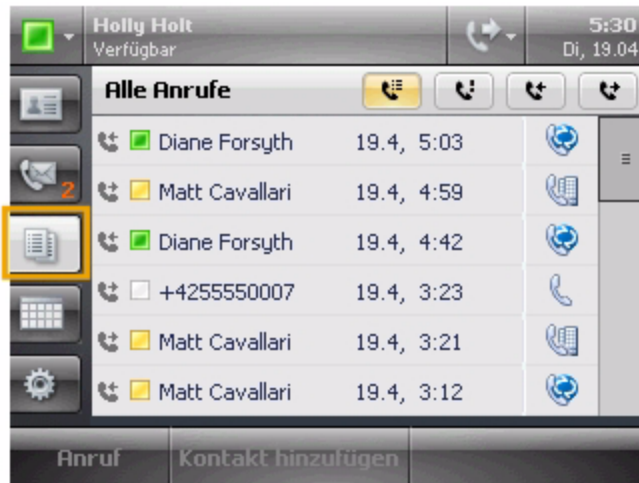 Holly Holt 5:30
Verfügbar Di, 19.04
Alle Anrufe
Diane Forsyth 19.4, 5:03
2
Matt Cavallari 19.4, 4:59
Diane Forsyth 19.4, 4:42
+4255550007 19.4, 3:23
Matt Cavallari 19.4, 3:21
Matt Cavallari 19.4, 3:12
Anruf Kontakt hinzufügen